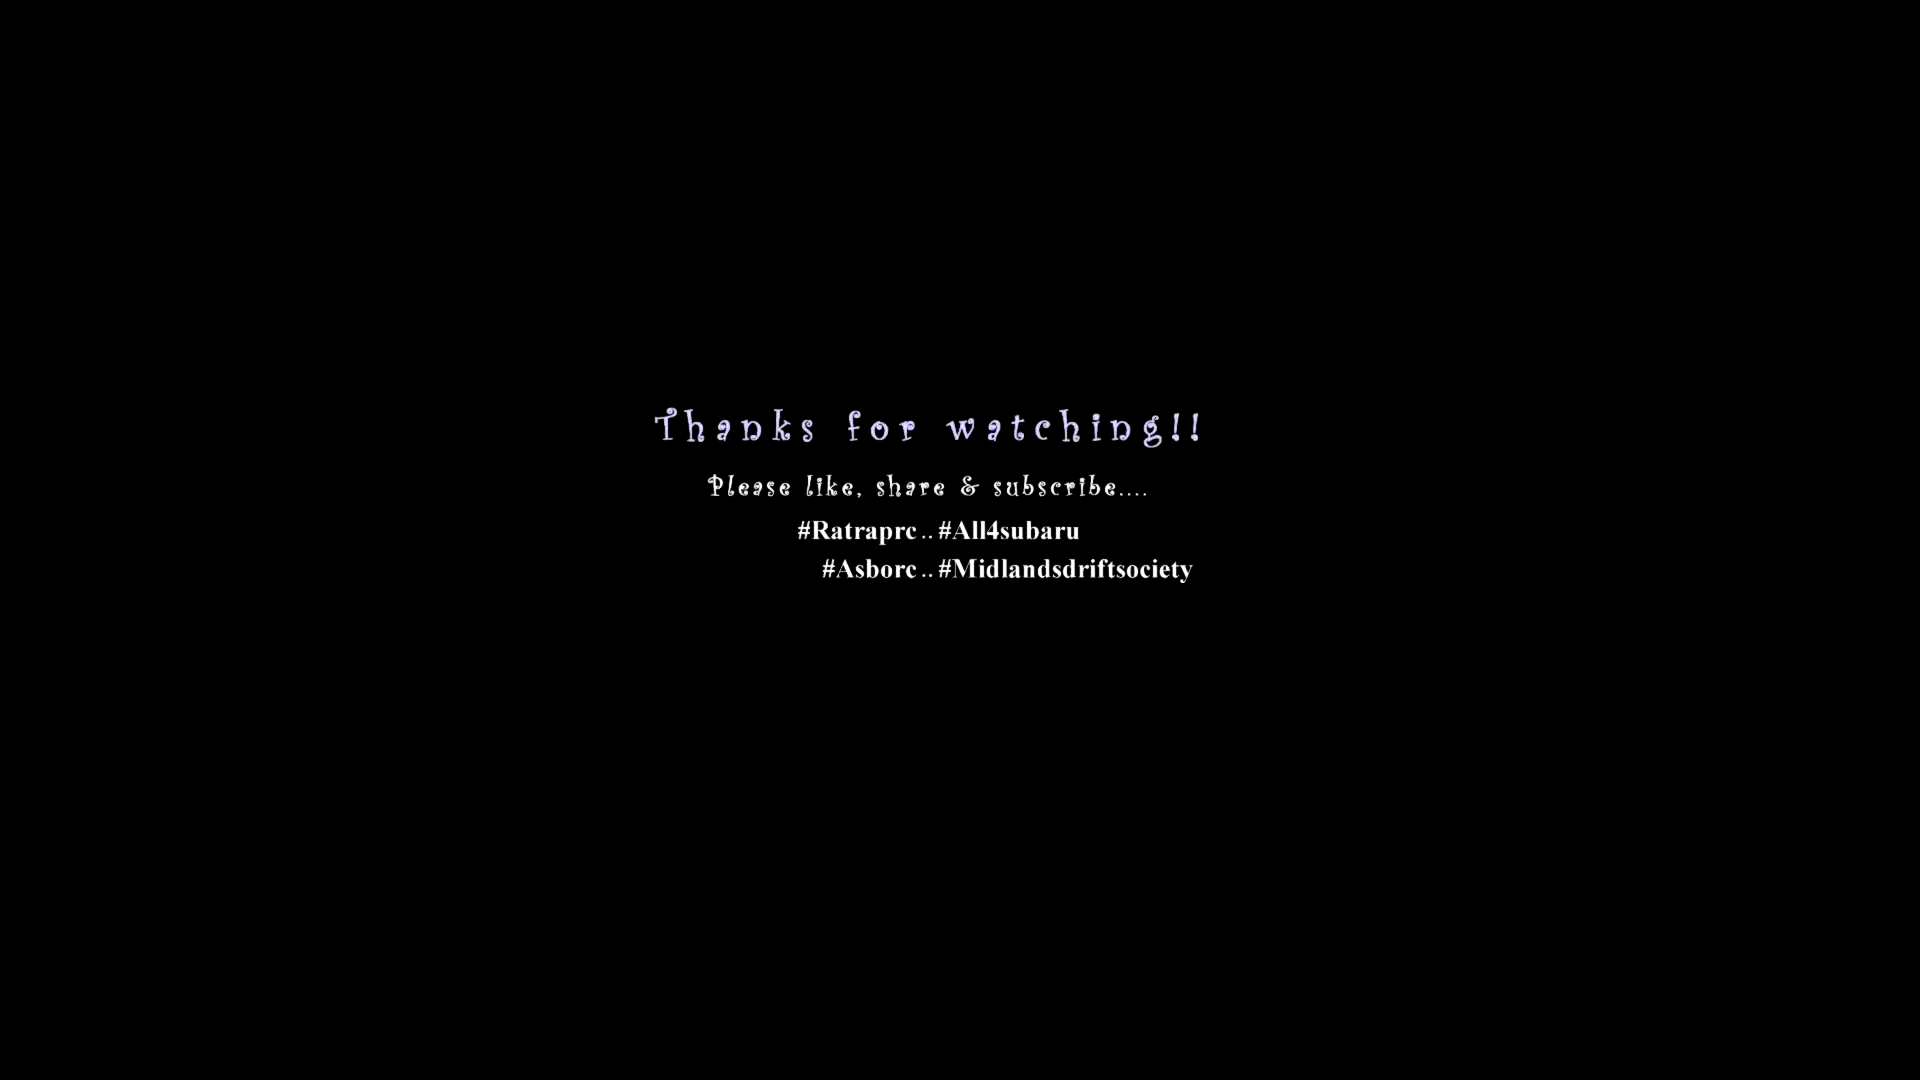 Thanks for watching!!
Please like, share & subscribe....
#Ratraprc .. #All4subaru
#Asborc .. #Midlandsdriftsociety